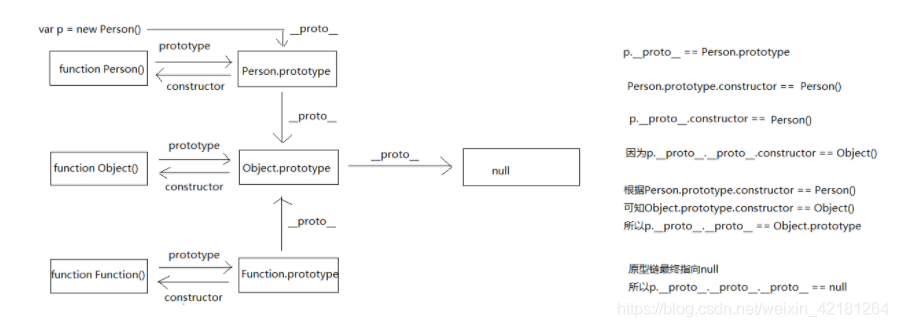 var p = new Person()
__proto__
prototype
function Person()
Person.prototype
constructor
__proto__
prototype
function Object()
Object.prototype
constructor
__proto__
null
__proto__
prototype
function Function()
Function.prototype
constructor
p.__proto__ == Person.prototype
Person.prototype.constructor == Person()
p.__proto__.constructor == Person()
因为p.__proto__.__proto__.constructor == Object()
根据Person.prototype.constructor == Person()
可知Object.prototype.constructor == Object()
所以p.__proto__.__proto__ == Object.prototype
原型链最终指向null
所以p.__proto__.__proto__.__proto__ == null
https://blog.csdn.net/weixin_42181264